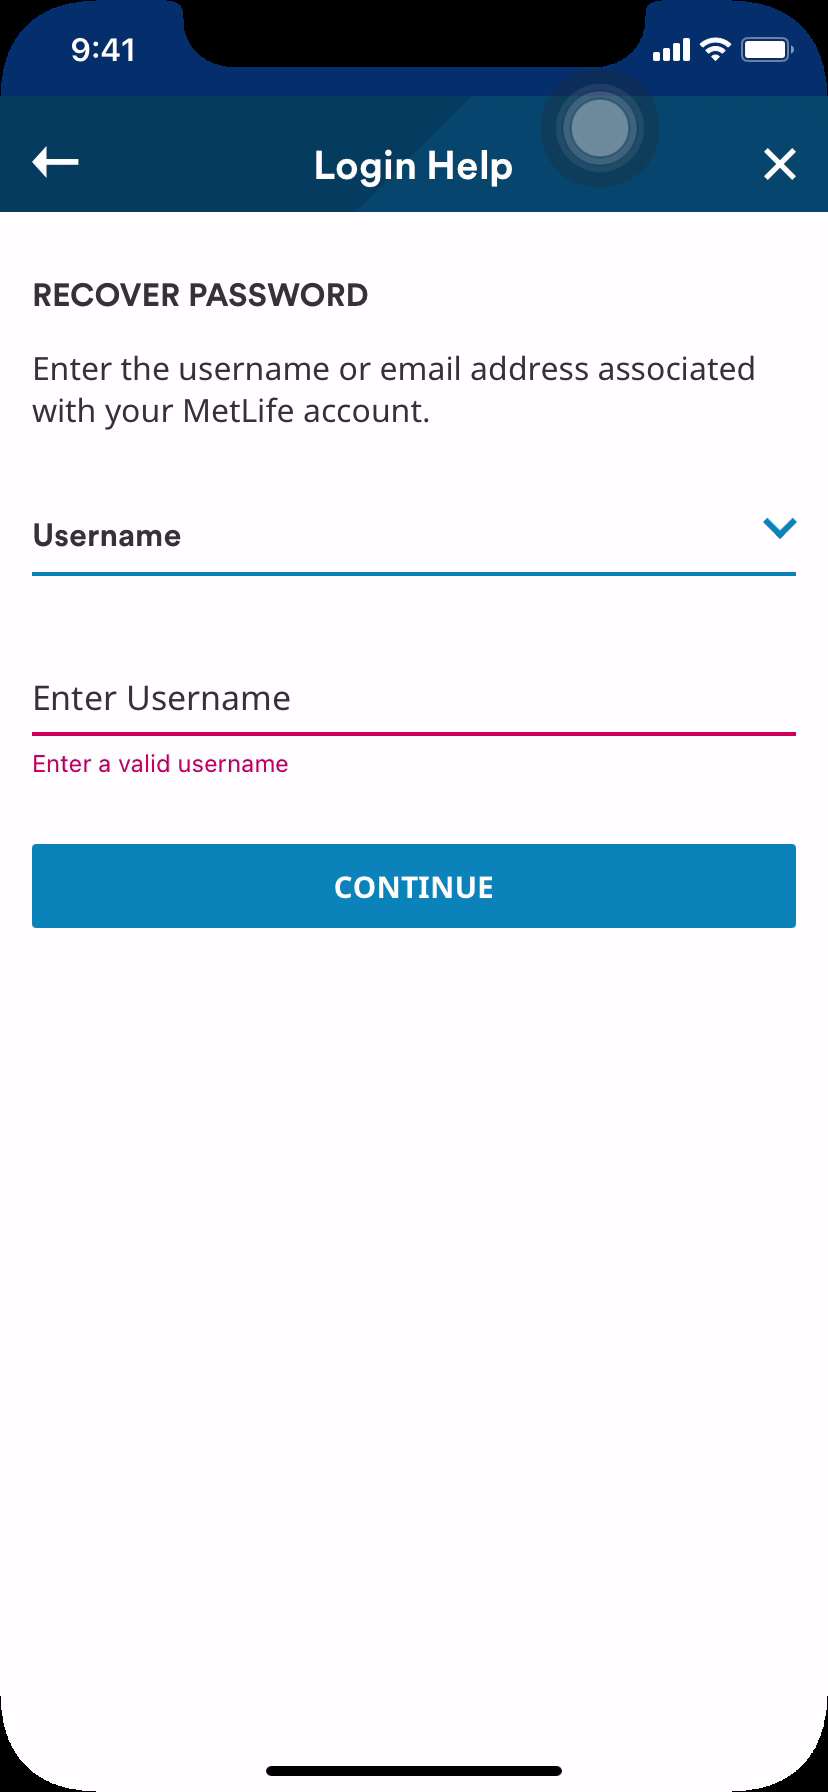 9:41
Login Help
RECOVER PASSWORD
Enter the username or email address associated
with your MetLife account.
Username
Enter Username
Enter a valid username
CONTINUE